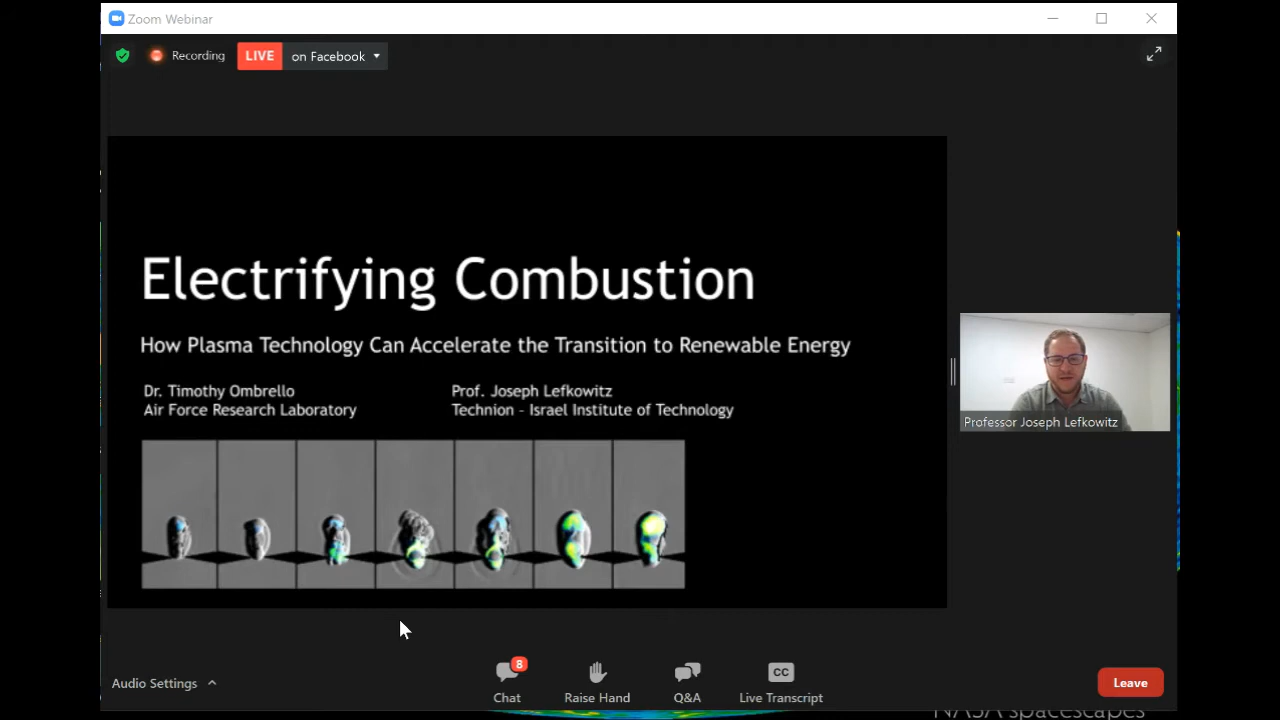 Zoom Webinar
Recording
LIVE
on Facebook
Electrifying Combustion
How Plasma Technology Can Accelerate the Transition to Renewable Energy
Dr. Timothy Ombrello
Air Force Research Laboratory
Prof. Joseph Lefkowitz
Technion - Israel Institute of Technology
Professor Joseph Lefkowitz
Audio Settings
8
Chat
Raise Hand
Q&A
CC
Live Transcript
Leave
NASA spacescapes